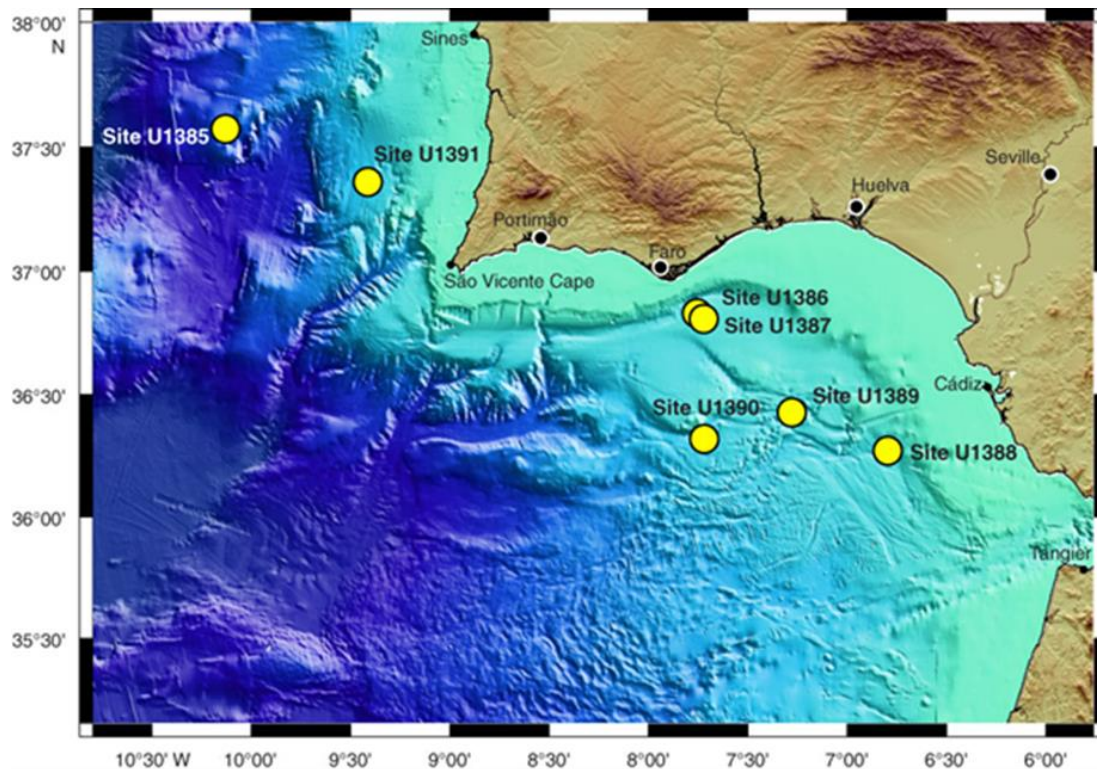 38°00'
N
Sines
Site U1385
37°30'
Site U1391
Seville
Huelva
Portimão
Faro
37°00'
São Vicente Cape
Site U1386
Site U1387
36°30'
Cádiz
Site U1389
Site U1390
Site U1388
36°00'
Tangier
35°30'
10°30' W
10°00'
9°30'
9°00'
8°30'
8°00'
7°30'
7°00'
6°30'
6°00'